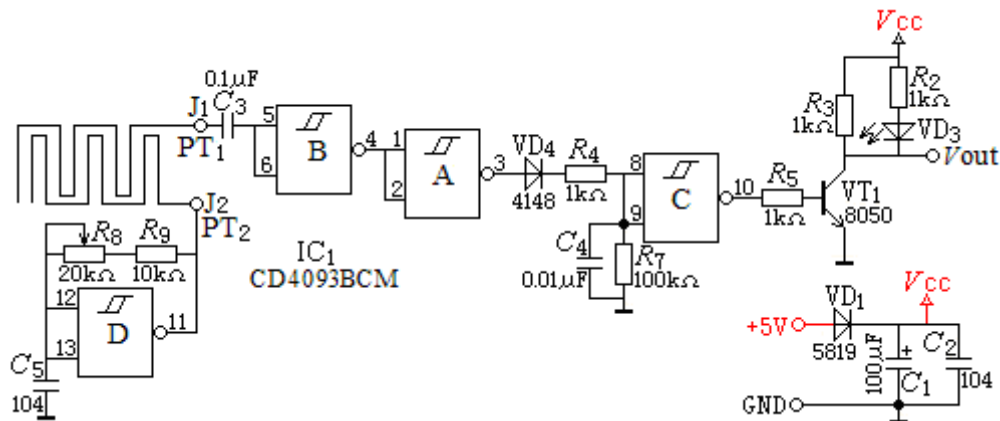 0.1µF
C3
J1
PT1
5
6
B
4
1
2
A
3
VD4
4148
R4
1kΩ
8
9
C
10
R5
1kΩ
VCC
R3
1kΩ
R2
1kΩ
VD3
Vout
VT1
8050
J2
PT2
R8
20kΩ
R9
10kΩ
IC1
CD4093BCM
C4
0.01µF
R7
100kΩ
12
13
D
11
C5
104
+5V
VD1
5819
VCC
100µF
+
C1
C2
104
GND